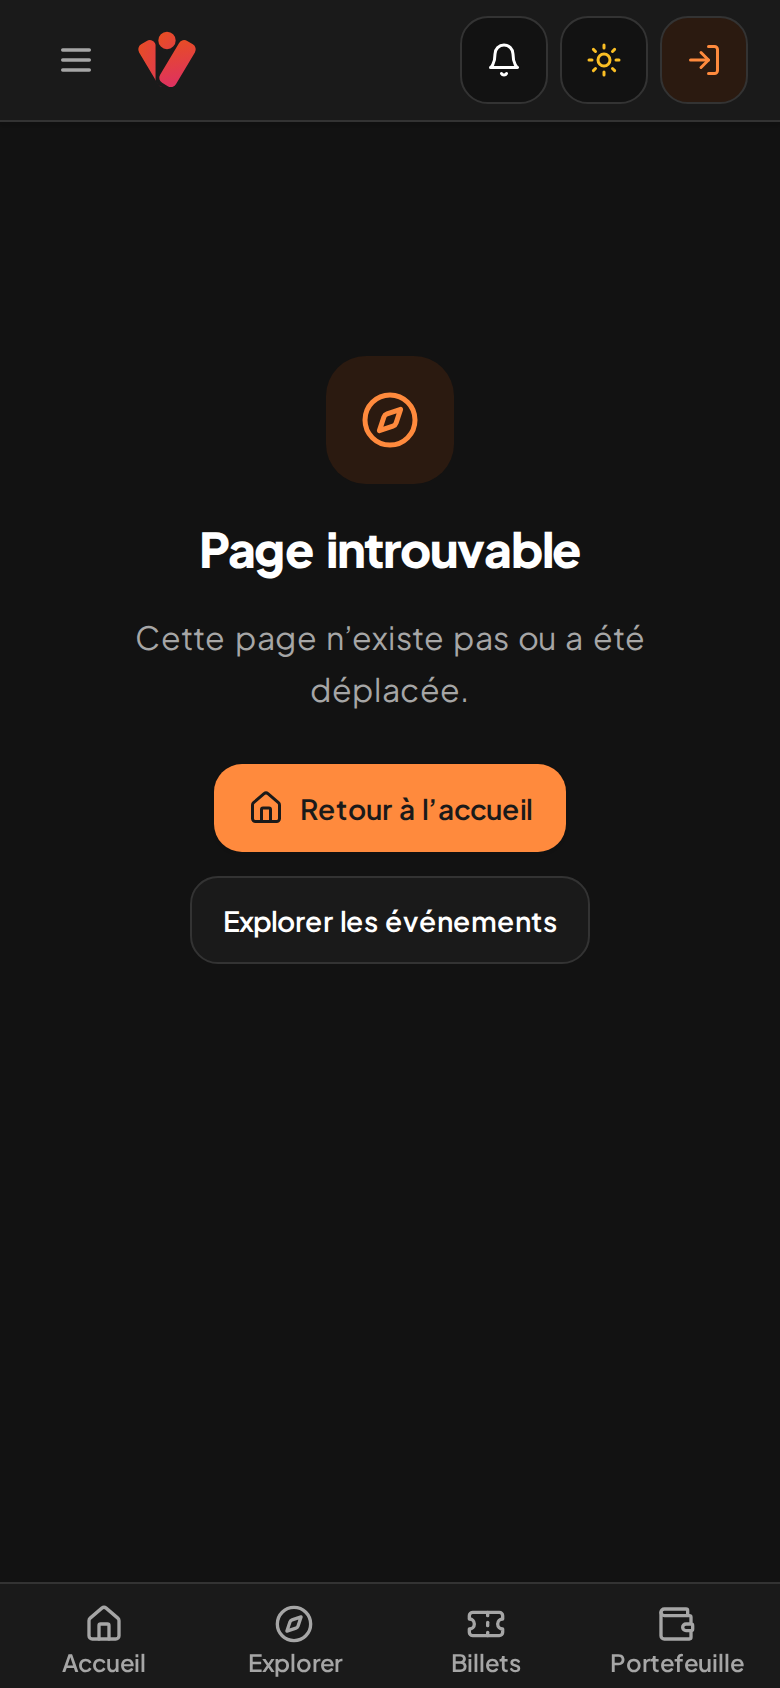 Page introuvable
Cette page n’existe pas ou a été
déplacée.
Retour à l’accueil
Explorer les événements
Accueil
Explorer
Billets
Portefeuille